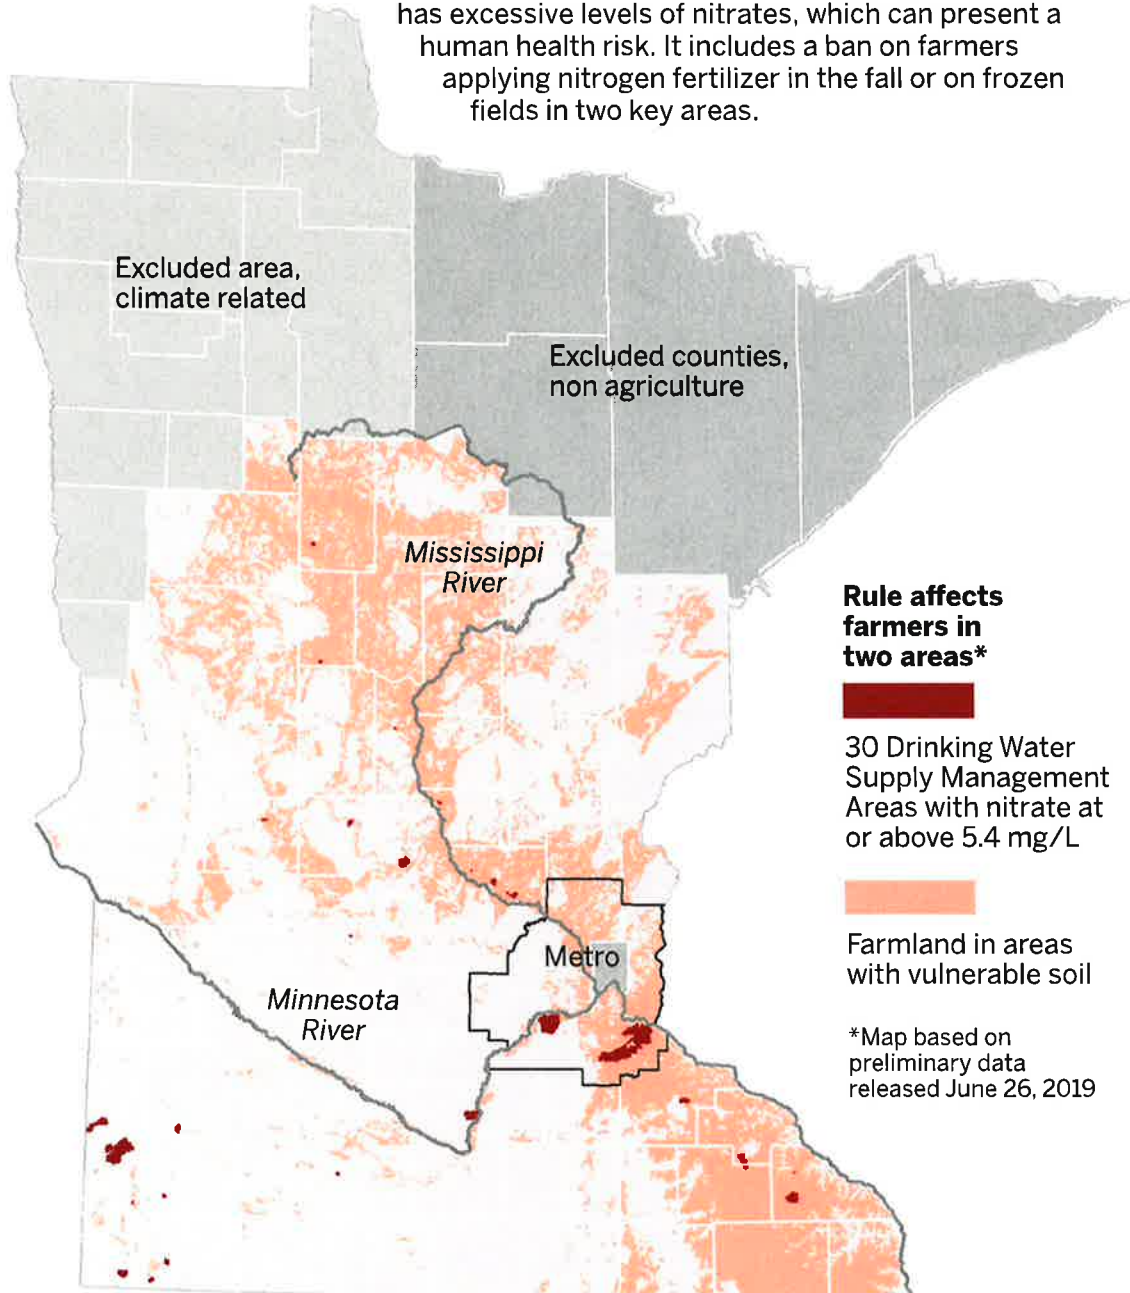 has excessive levels of nitrates, which can present a
human health risk. It includes a ban on farmers
applying nitrogen fertilizer in the fall or on frozen
fields in two key areas.
Excluded area,
climate related
Excluded counties,
non agriculture
Mississippi
River
Rule affects
farmers in
two areas*
30 Drinking Water
Supply Management
Areas with nitrate at
or above 5.4 mg/L
Farmland in areas
with vulnerable soil
Metro
Minnesota
River
*Map based on
preliminary data
released June 26, 2019